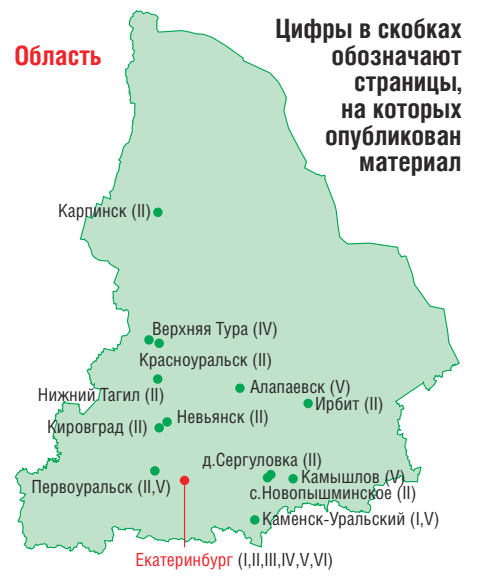 Область
Цифры в скобках
обозначают
страницы,
на которых
опубликован
материал
Карпинск (II)
Верхняя Тура (IV)
Красноуральск (II)
Нижний Тагил (II)
Алапаевск (V)
Ирбит (II)
Невьянск (II)
Кировград (II)
д.Сергуловка (II)
Первоуральск (II,V)
Камышлов (V)
с.Новопышминское (II)
Каменск-Уральский (I,V)
Екатеринбург (I,II,III,IV,V,VI)